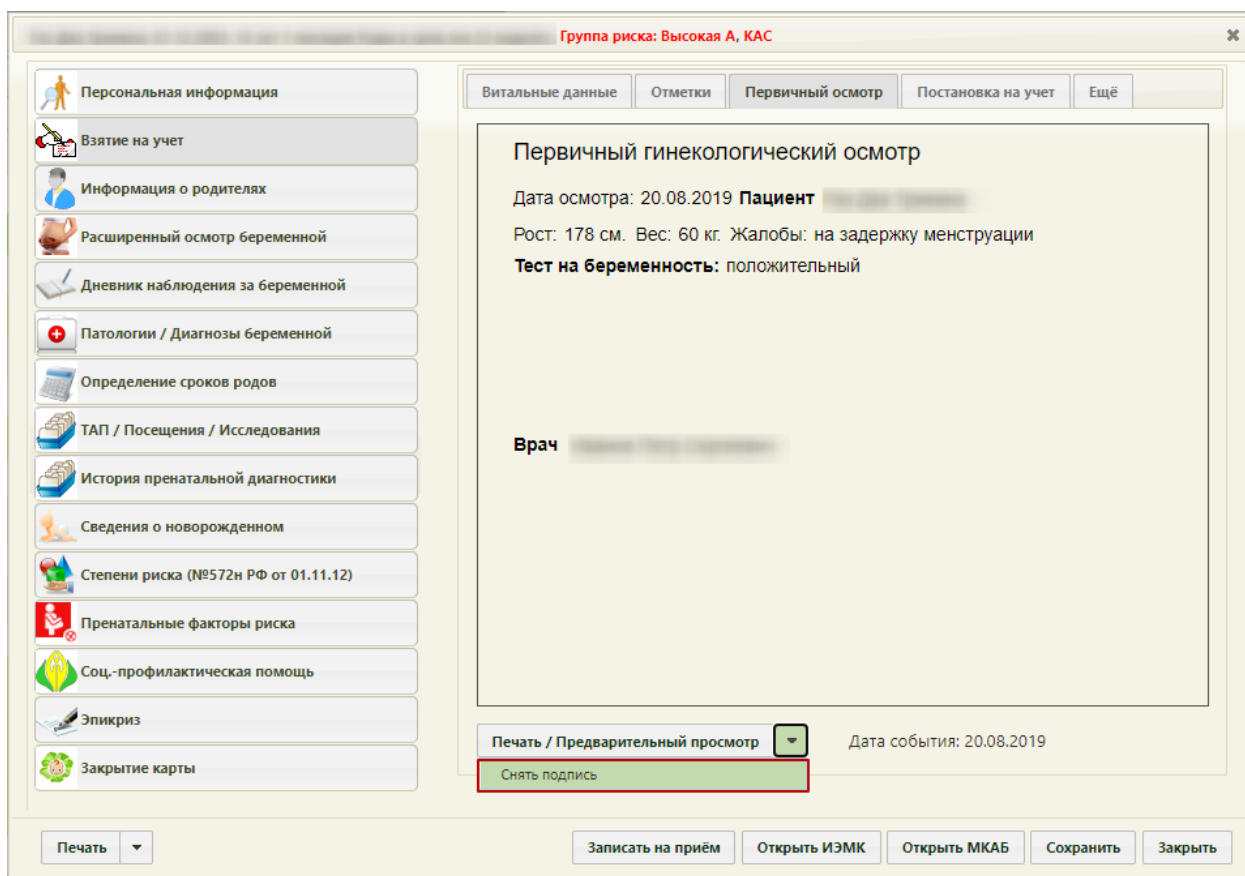 Группа риска: Высокая А, КАС
Персональная информация
Взятие на учет
Информация о родителях
Расширенный осмотр беременной
Дневник наблюдения за беременной
Патологии / Диагнозы беременной
Определение сроков родов
ТАП / Посещения / Исследования
История пренатальной диагностики
Сведения о новорожденном
Степени риска (№572н РФ от 01.11.12)
Пренатальные факторы риска
Соц.-профилактическая помощь
Эпикриз
Закрытие карты
Витальные данные Отметки Первичный осмотр Постановка на учет Ещё
Первичный гинекологический осмотр
Дата осмотра: 20.08.2019 Пациент
Рост: 178 см. Вес: 60 кг. Жалобы: на задержку менструации
Тест на беременность: положительный
Врач
Печать / Предварительный просмотр Дата события: 20.08.2019
Снять подпись
Печать Записать на приём Открыть ИЭМК Открыть МКАБ Сохранить Закрыть